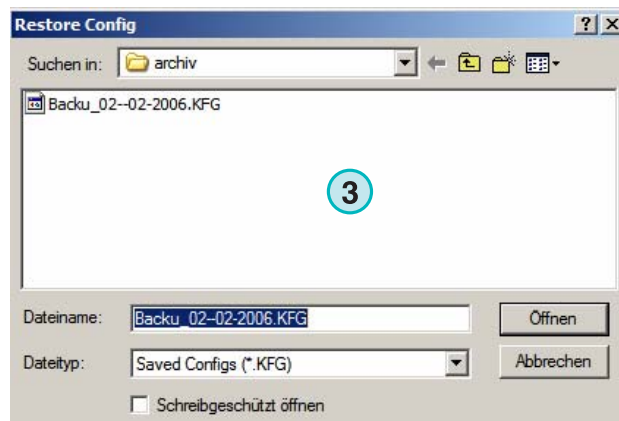 Restore Config
Suchen in: archiv
Backu_02--02-2006.KFG
3
Dateiname: Backu_02--02-2006.KFG Öffnen
Dateityp: Saved Configs (*.KFG) Abbrechen
Schreibgeschützt öffnen